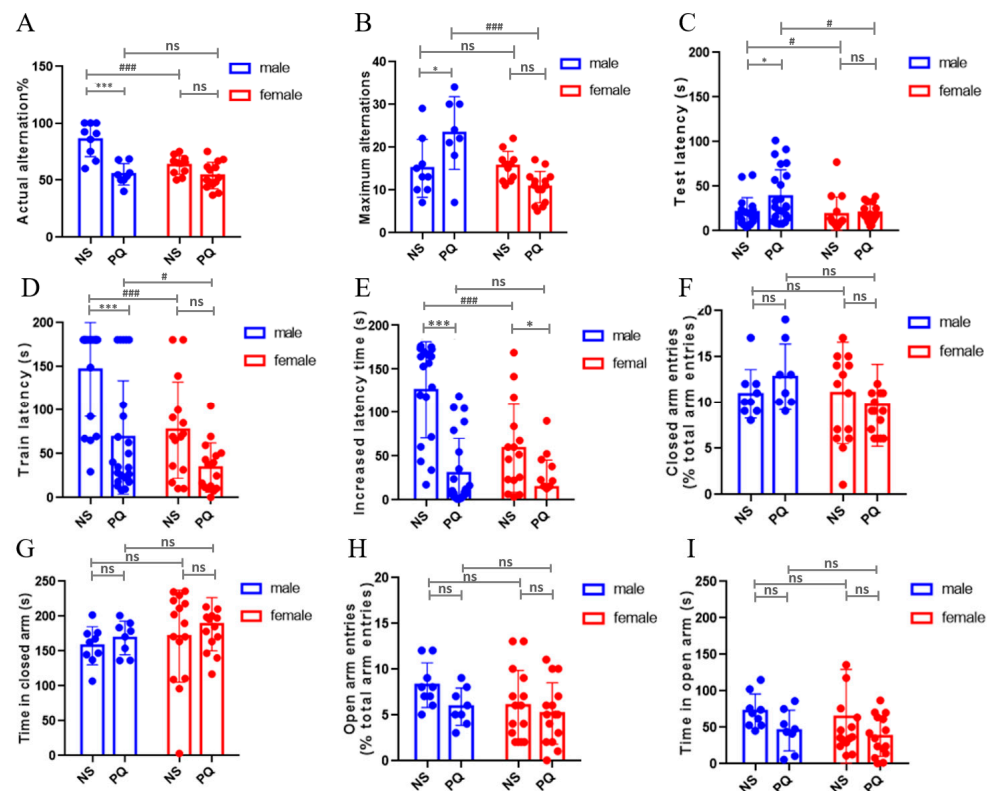 A
ns
###
***
ns
male
female
Actual alternation%
150
100
50
0
NS
PQ
NS
PQ
B
###
ns
*
ns
male
female
Maximum alternations
40
30
20
10
0
NS
PQ
NS
PQ
C
#
#
*
ns
male
female
Test latency (s)
200
150
100
50
0
NS
PQ
NS
PQ
D
#
###
***
ns
male
female
Train latency (s)
200
150
100
50
0
NS
PQ
NS
PQ
E
ns
###
***
*
male
femal
Increased latency time (s)
200
150
100
50
0
NS
PQ
NS
PQ
F
ns
ns
ns
ns
male
female
Closed arm entries
(% total arm entries)
20
15
10
5
0
NS
PQ
NS
PQ
G
ns
ns
ns
ns
male
female
Time in closed arm (s)
250
200
150
100
50
0
NS
PQ
NS
PQ
H
ns
ns
ns
ns
male
female
Open arm entries
(% total arm entries)
20
15
10
5
0
NS
PQ
NS
PQ
I
ns
ns
ns
ns
male
female
Time in open arm (s)
250
200
150
100
50
0
NS
PQ
NS
PQ